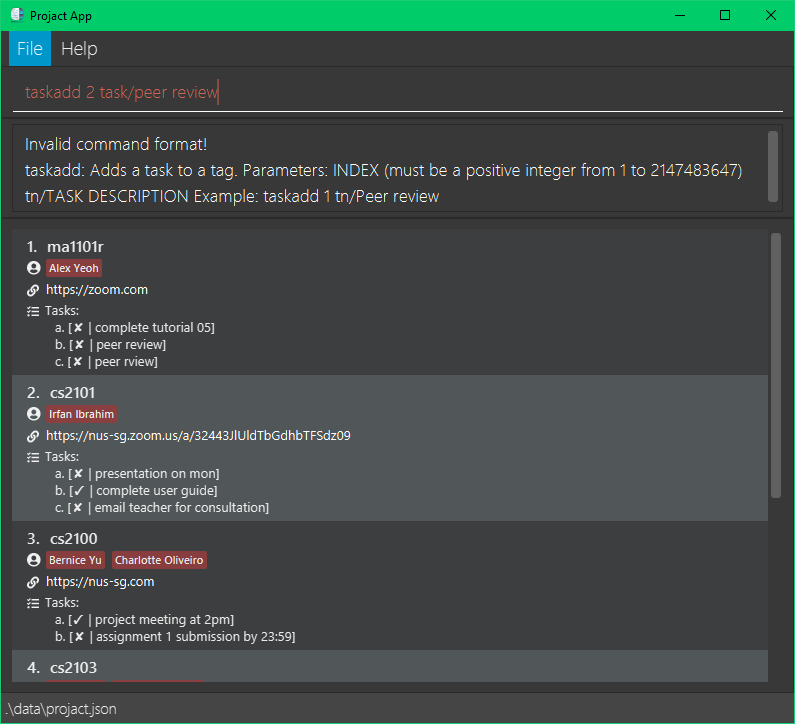 Project App
File Help
taskadd 2 task/peer review
Invalid command format!
taskadd: Adds a task to a tag. Parameters: INDEX (must be a positive integer from 1 to 2147483647)
tn/TASK DESCRIPTION Example: taskadd 1 tn/Peer review
1. ma1101r
Alex Yeoh
https://zoom.com
Tasks:
a. [✘ | complete tutorial 05]
b. [✘ | peer review]
c. [✘ | peer rview]
2. cs2101
Irfan Ibrahim
https://nus-sg.zoom.us/a/32443JlUldTbGdhbTFSdz09
Tasks:
a. [✘ | presentation on mon]
b. [✓ | complete user guide]
c. [✘ | email teacher for consultation]
3. cs2100
Bernice Yu Charlotte Oliveiro
https://nus-sg.com
Tasks:
a. [✓ | project meeting at 2pm]
b. [✘ | assignment 1 submission by 23:59]
4. cs2103
.\data\projact.json